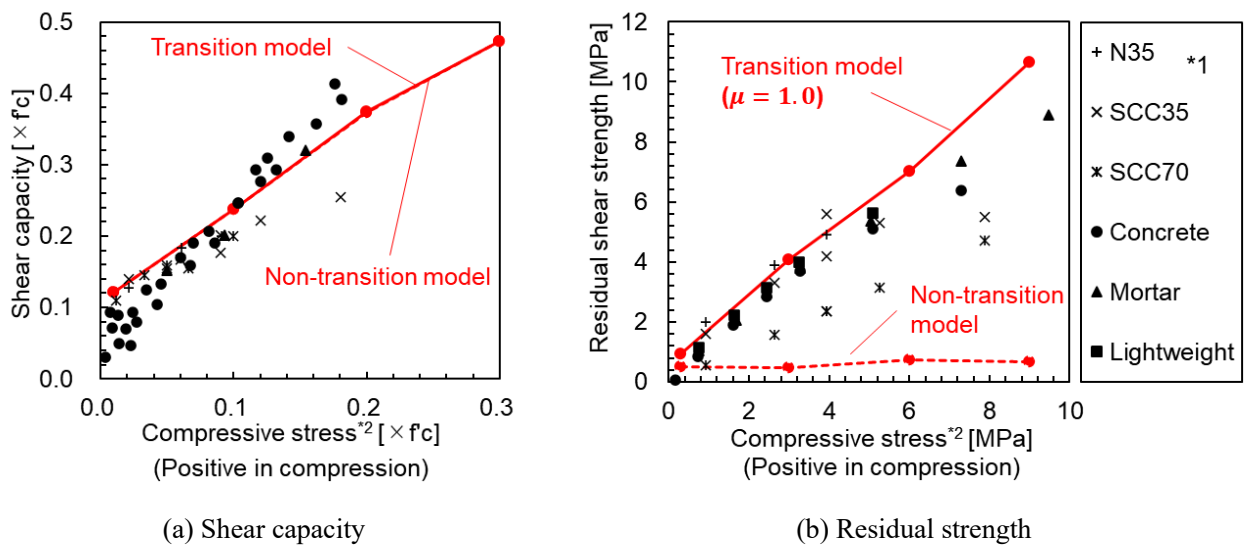 0.5
0.4
0.3
0.2
0.1
0.0
0.0
0.1
0.2
0.3
Shear capacity
[×f'c]
Transition model
Non-transition model
Compressive stress*2 [×f'c]
(Positive in compression)
(a) Shear capacity
12
10
8
6
4
2
0
0
2
4
6
8
10
Residual shear strength [MPa]
Transition model
(μ = 1.0)
Non-transition
model
Compressive stress*2 [MPa]
(Positive in compression)
(b) Residual strength
N35
*1
SCC35
SCC70
Concrete
Mortar
Lightweight